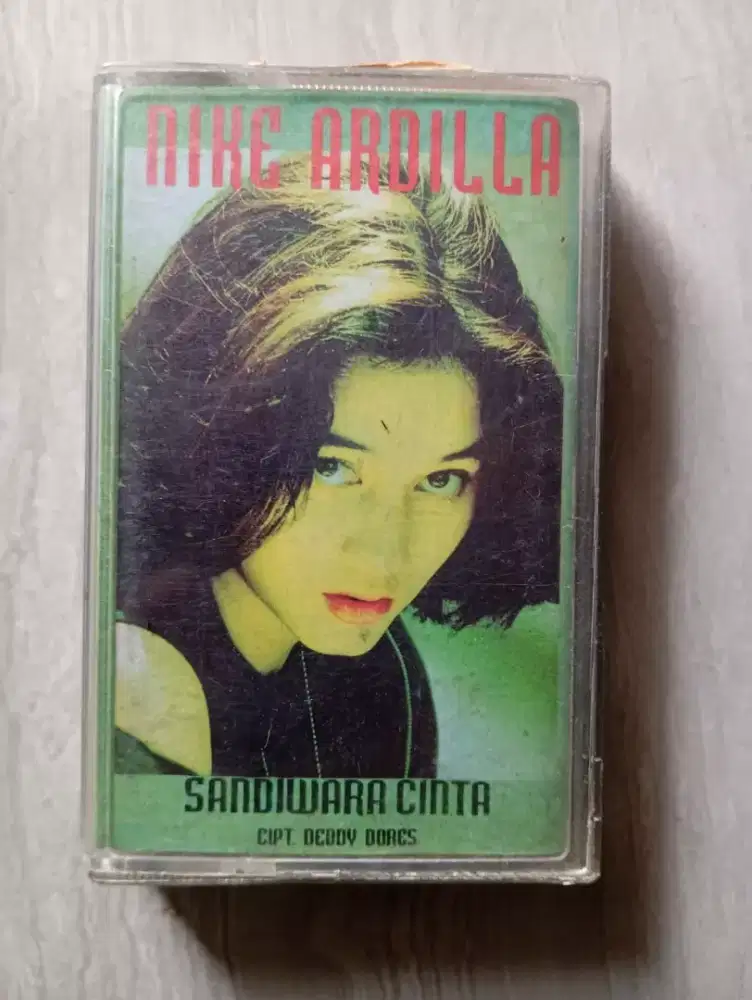 NIKE ARDILLA
SANDIWARA CINTA
CIPT. DEDDY DORES